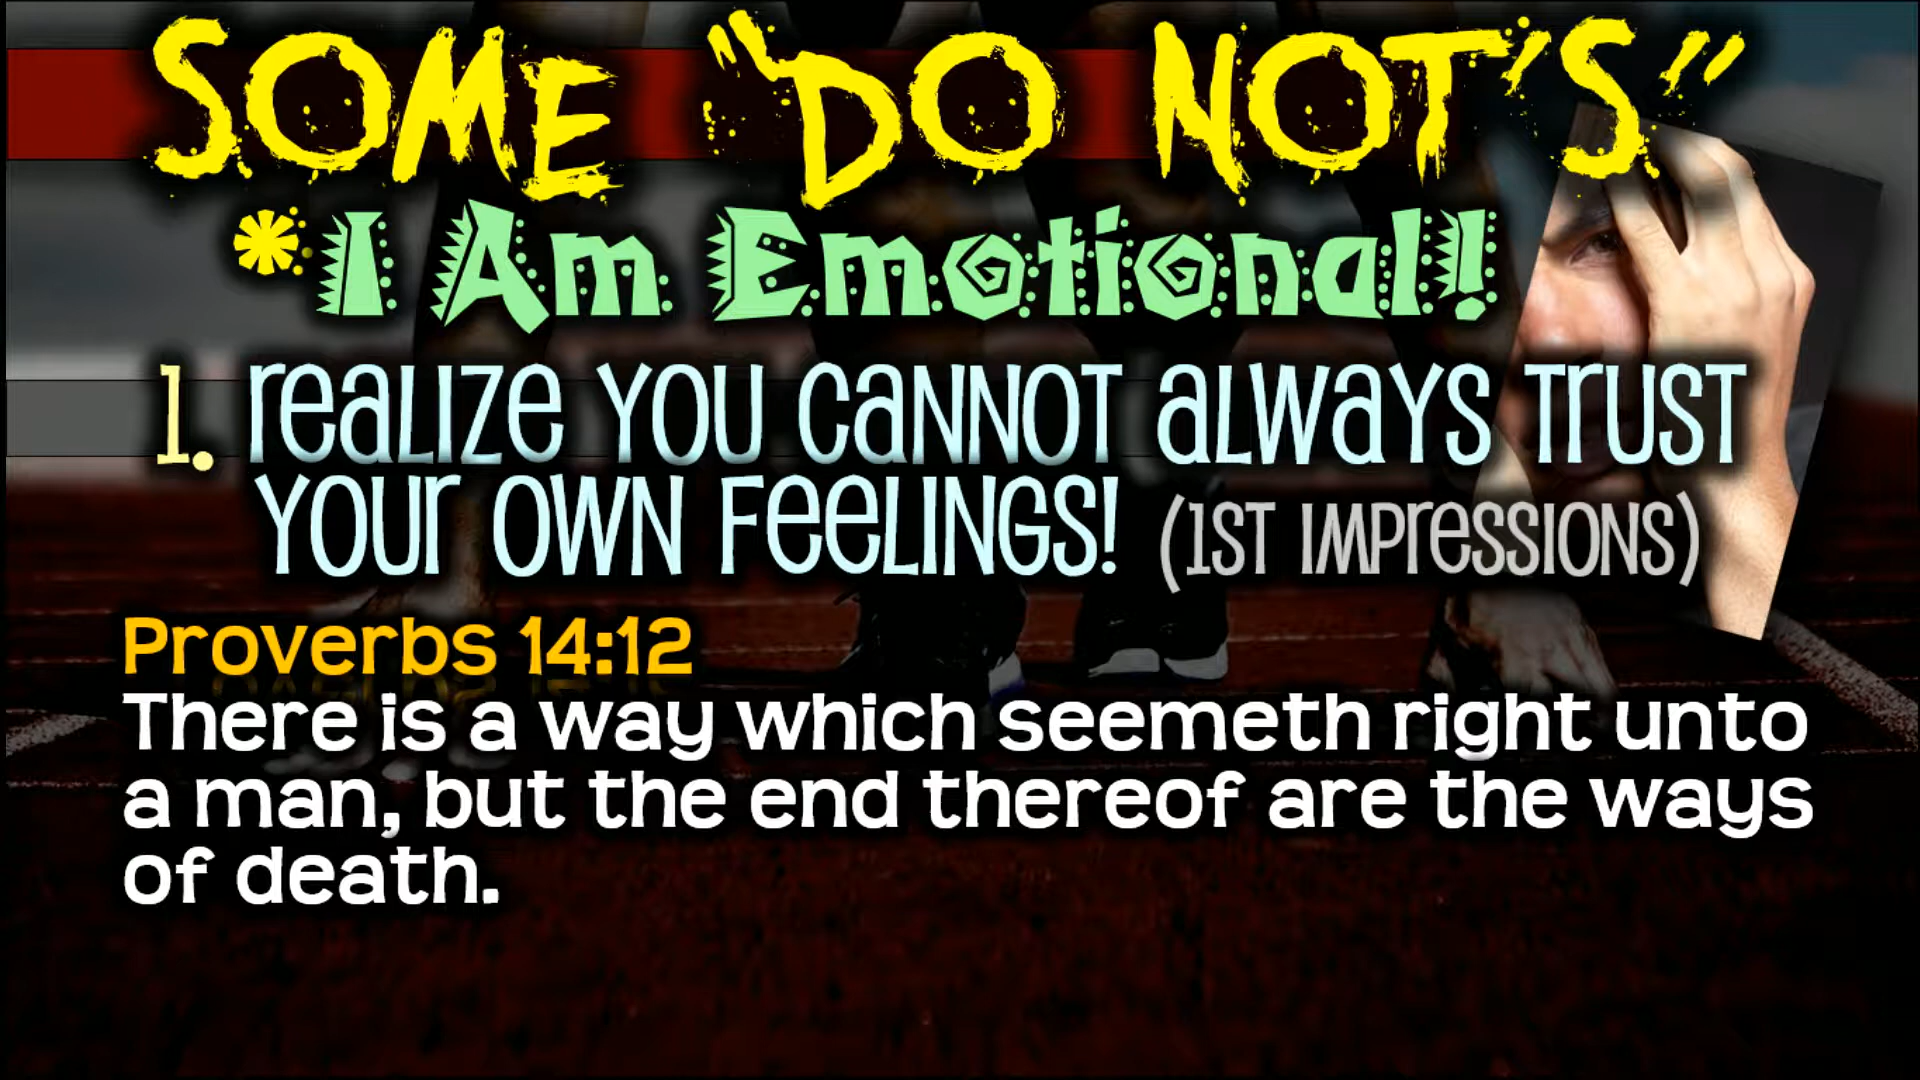 SOME "DO NOT'S"
*I Am Emotional!
1. realize you cannot always trust
your own feelings! (1st impressions)
Proverbs 14:12
There is a way which seemeth right unto
a man, but the end thereof are the ways
of death.